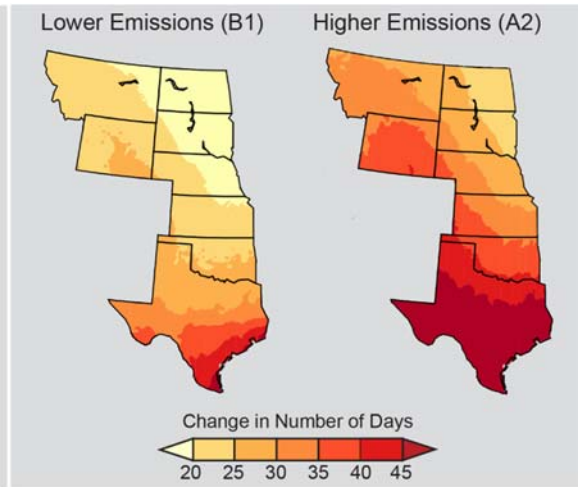 Lower Emissions (B1)
Higher Emissions (A2)
Change in Number of Days
20 25 30 35 40 45